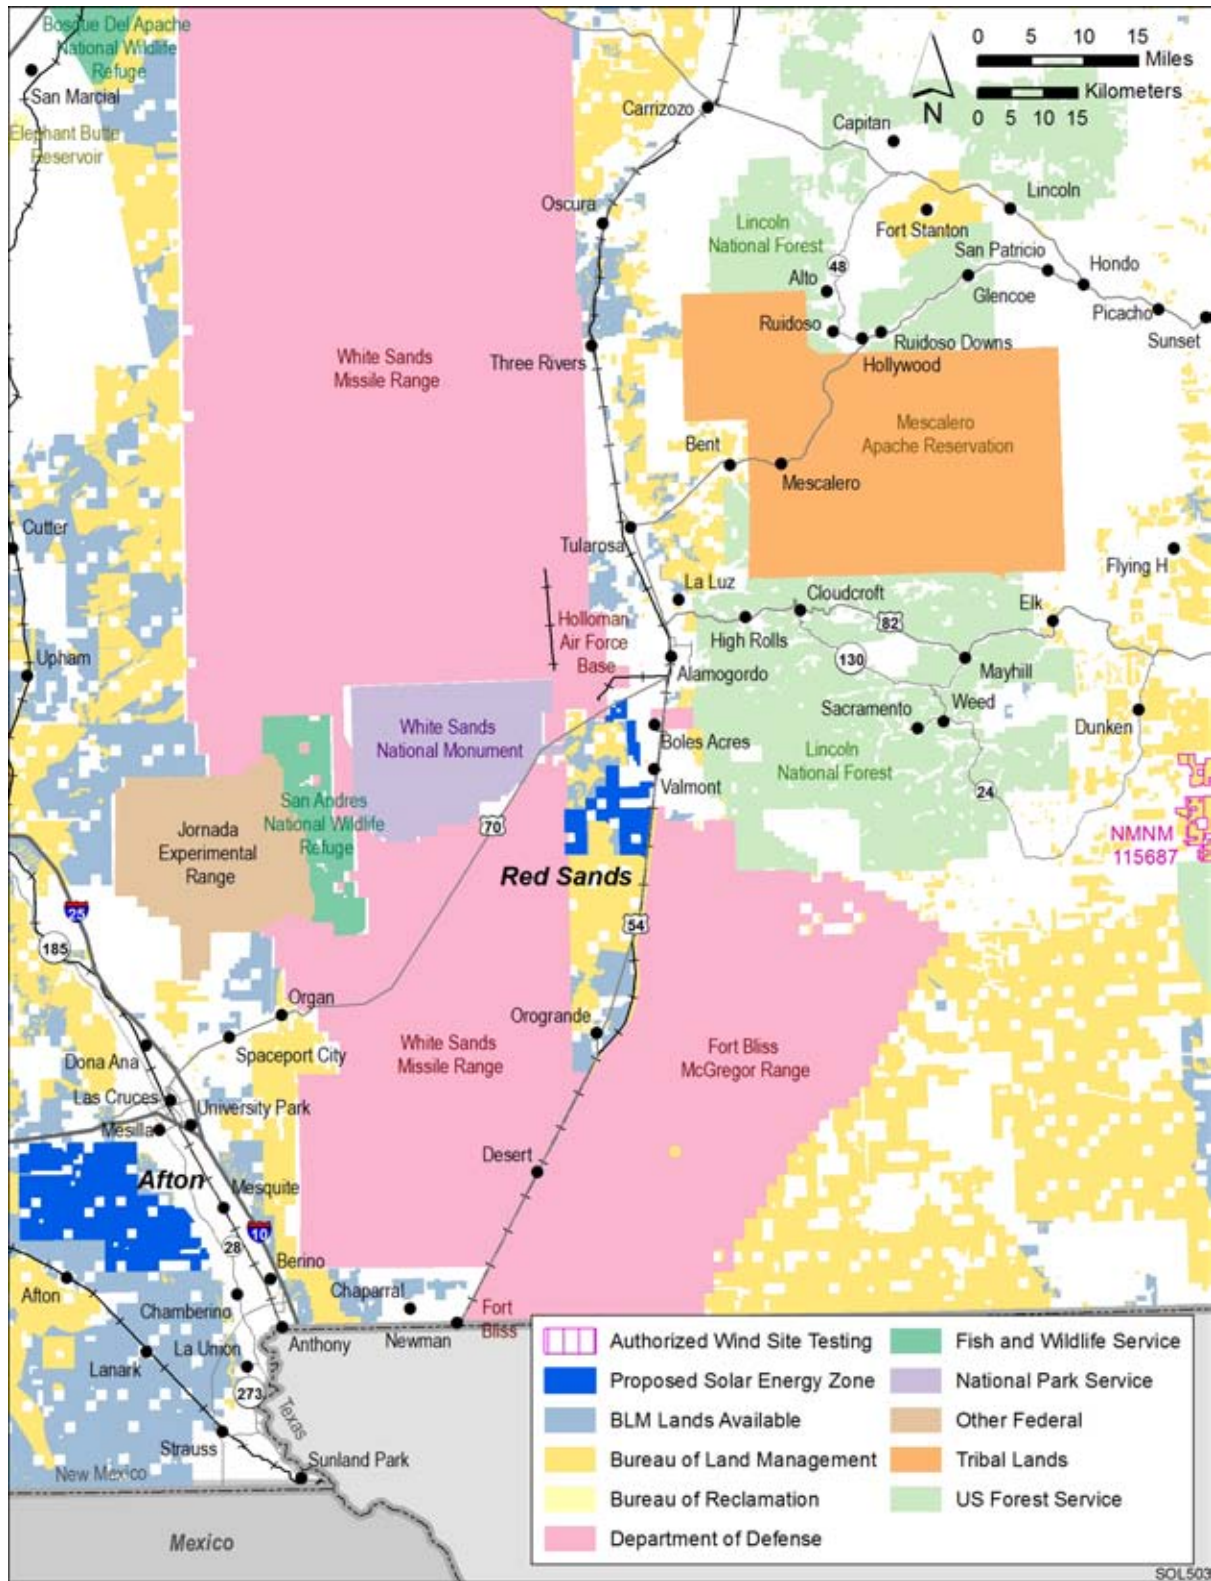 Bosque Del Apache
National Wildlife
Refuge
San Marcial
Elephant Butte
Reservoir
0 5 10 15
Miles
Kilometers
0 5 10 15
N
Carrizozo
Capitan
Oscura
Lincoln
Lincoln
National Forest
Fort Stanton
San Patricio
Hondo
48
Alto
Glencoe
Picacho
Ruidoso
Ruidoso Downs
Sunset
Hollywood
White Sands
Missile Range
Three Rivers
Mescalero
Apache Reservation
Bent
Mescalero
Cutter
Tularosa
Flying H
La Luz
Cloudcroft
Elk
Holloman
Air Force
Base
High Rolls
82
130
Upham
Alamogordo
Mayhill
Weed
Sacramento
White Sands
National Monument
Boles Acres
Dunken
Lincoln
National Forest
Valmont
24
San Andres
National Wildlife
Refuge
70
Jornada
Experimental
Range
NMNM
115687
Red Sands
25
54
185
Organ
Orogrande
Spaceport City
Dona Ana
White Sands
Missile Range
Fort Bliss
McGregor Range
Las Cruces
University Park
Mesilla
Desert
Afton
Mesquite
10
28
Berino
Afton
Chaparral
Chamberino
Fort
Bliss
La Union
Anthony
Newman
Lanark
273
Texas
Strauss
Sunland Park
New Mexico
Mexico
Authorized Wind Site Testing
Proposed Solar Energy Zone
BLM Lands Available
Bureau of Land Management
Bureau of Reclamation
Department of Defense
Fish and Wildlife Service
National Park Service
Other Federal
Tribal Lands
US Forest Service
SOL503